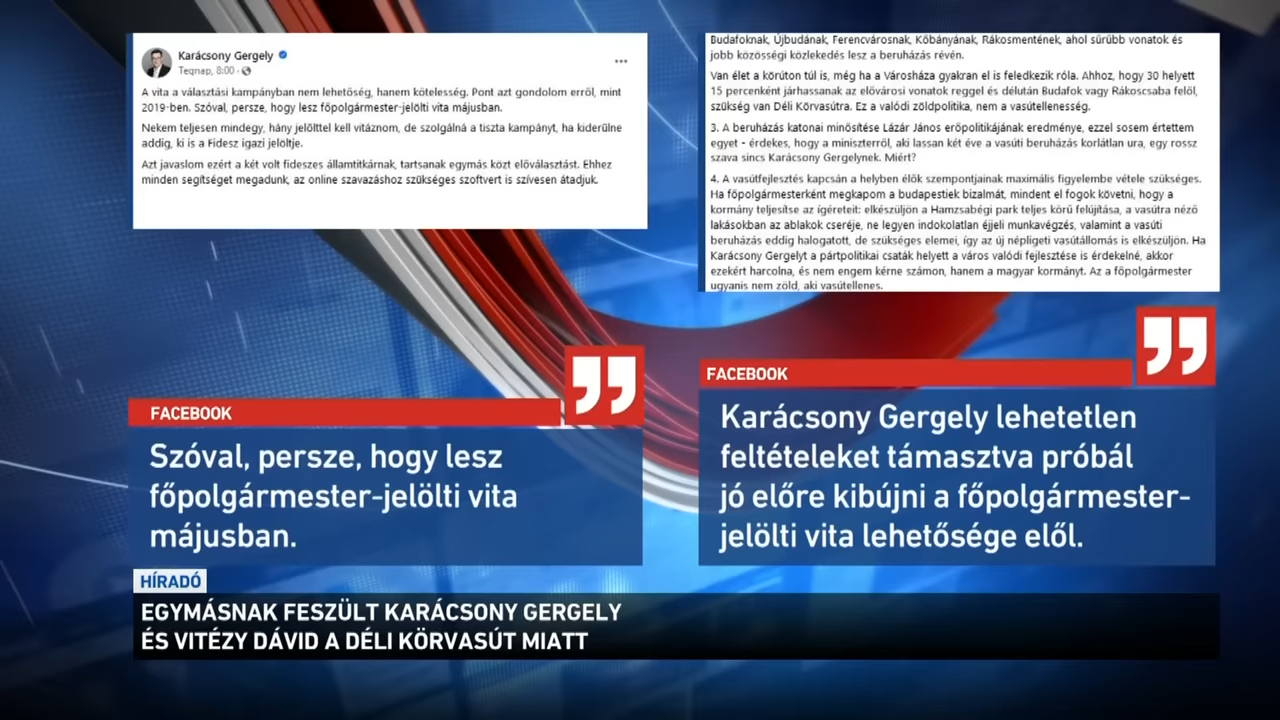 Karácsony Gergely
Tegnap, 8:00 ·
A vita a választási kampányban nem lehetőség, hanem kötelesség. Pont azt gondolom erről, mint
2019-ben. Szóval, persze, hogy lesz főpolgármester-jelölti vita májusban.
Nekem teljesen mindegy, hány jelölttel kell vitáznom, de szolgálná a tiszta kampányt, ha kiderülne
addig, ki is a Fidesz igazi jelöltje.
Azt javaslom ezért a két volt fideszes államtitkárnak, tartsanak egymás közt előválasztást. Ehhez
minden segítséget megadunk, az online szavazáshoz szükséges szoftvert is szívesen átadjuk.
FACEBOOK
Szóval, persze, hogy lesz
főpolgármester-jelölti vita
májusban.
Budafoknak, Újbudának, Ferencvárosnak, Kőbányának, Rákosmentének, ahol sűrűbb vonatok és
jobb közösségi közlekedés lesz a beruházás révén.
Van élet a körúton túl is, még ha a Városháza gyakran el is feledkezik róla. Ahhoz, hogy 30 helyett
15 percenként járhassanak az elővárosi vonatok reggel és délután Budafok vagy Rákoscsaba felől,
szükség van Déli Körvasútra. Ez a valódi zöldpolitika, nem a vasútellenesség.
3. A beruházás katonai minősítése Lázár János erőpolitikájának eredménye, ezzel sosem értettem
egyet - érdekes, hogy a miniszterről, aki lassan két éve a vasúti beruházás korlátlan ura, egy rossz
szava sincs Karácsony Gergelynek. Miért?
4. A vasútfejlesztés kapcsán a helyben élők szempontjainak maximális figyelembe vétele szükséges.
Ha főpolgármesterként megkapom a budapestiek bizalmát, mindent el fogok követni, hogy a
kormány teljesítse az ígéreteit: elkészüljön a Hamzsabégi park teljes körű felújítása, a vasútra néző
lakásokban az ablakok cseréje, ne legyen indokolatlan éjjeli munkavégzés, valamint a vasúti
beruházás eddig halogatott, de szükséges elemei, így az új népligeti vasútállomás is elkészüljön. Ha
Karácsony Gergelyt a pártpolitikai csaták helyett a város valódi fejlesztése is érdekelné, akkor
ezekért harcolna, és nem engem kérne számon, hanem a magyar kormányt. Az a főpolgármester
ugyanis nem zöld, aki vasútellenes.
FACEBOOK
Karácsony Gergely lehetetlen
feltételeket támasztva próbál
jó előre kibújni a főpolgármester-
jelölti vita lehetősége elől.
HÍRADÓ
EGYMÁSNAK FESZÜLT KARÁCSONY GERGELY
ÉS VITÉZY DÁVID A DÉLI KÖRVASÚT MIATT